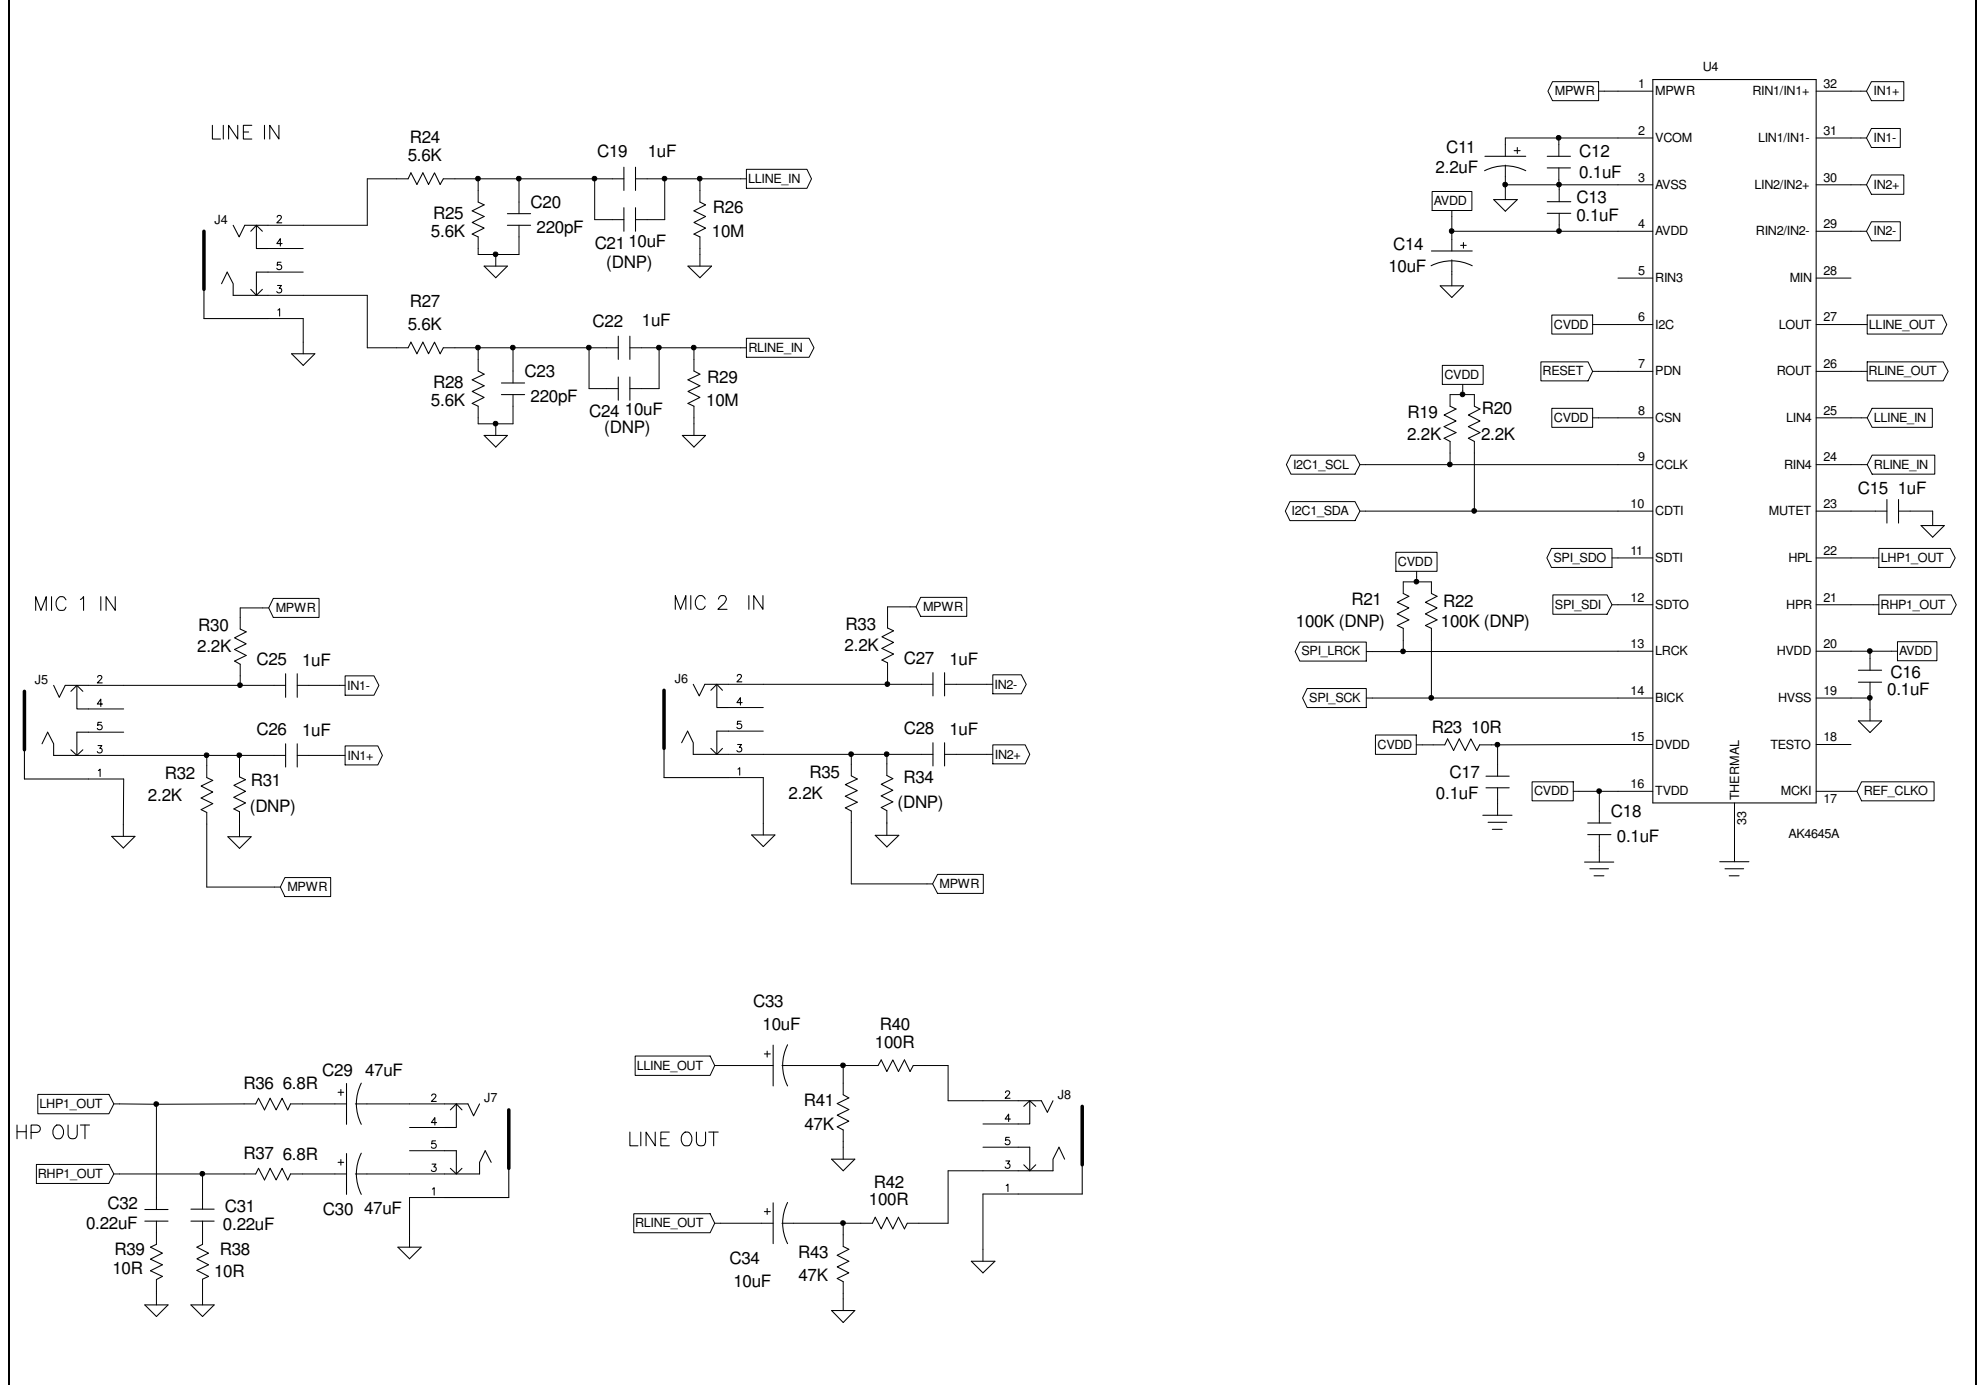 LINE IN
R24
5.6K
C19 1uF
LLINE_IN
R25
5.6K
C20
220pF
C21 10uF
(DNP)
R26
10M
J4
2
4
5
3
1
R27
5.6K
C22 1uF
RLINE_IN
R28
5.6K
C23
220pF
C24 10uF
(DNP)
R29
10M
MIC 1 IN
MPWR
R30
2.2K
C25 1uF
IN1-
J5
2
4
5
3
1
C26 1uF
IN1+
R32
2.2K
R31
(DNP)
MPWR
MIC 2 IN
MPWR
R33
2.2K
C27 1uF
IN2-
J6
2
4
5
3
1
C28 1uF
IN2+
R35
2.2K
R34
(DNP)
MPWR
HP OUT
LHP1_OUT
R36 6.8R
C29 47uF
+
J7
2
4
5
3
1
RHP1_OUT
R37 6.8R
+
C30 47uF
C32
0.22uF
C31
0.22uF
R39
10R
R38
10R
LINE OUT
C33
10uF
+
LLINE_OUT
R40
100R
R41
47K
J8
2
4
5
3
1
R42
100R
RLINE_OUT
+
C34
10uF
R43
47K
U4
MPWR 1 MPWR
2 VCOM
C11
2.2uF
+
C12
0.1uF
3 AVSS
C13
0.1uF
AVDD
4 AVDD
C14
10uF
+
5 RIN3
CVDD 6 I2C
RESET 7 PDN
CVDD 8 CSN
CVDD
R19
2.2K
R20
2.2K
I2C1_SCL 9 CCLK
I2C1_SDA 10 CDTI
SPI_SDO 11 SDTI
SPI_SDI 12 SDTO
CVDD
R21
100K (DNP)
R22
100K (DNP)
SPI_LRCK 13 LRCK
SPI_SCK 14 BICK
CVDD R23 10R 15 DVDD
C17
0.1uF
CVDD 16 TVDD
C18
0.1uF
THERMAL
33
RIN1/IN1+ 32 IN1+
LIN1/IN1- 31 IN1-
LIN2/IN2+ 30 IN2+
RIN2/IN2- 29 IN2-
MIN 28
LOUT 27 LLINE_OUT
ROUT 26 RLINE_OUT
LIN4 25 LLINE_IN
RIN4 24 RLINE_IN
C15 1uF
MUTET 23
HPL 22 LHP1_OUT
HPR 21 RHP1_OUT
HVDD 20 AVDD
C16
0.1uF
HVSS 19
TESTO 18
MCKI 17 REF_CLKO
AK4645A